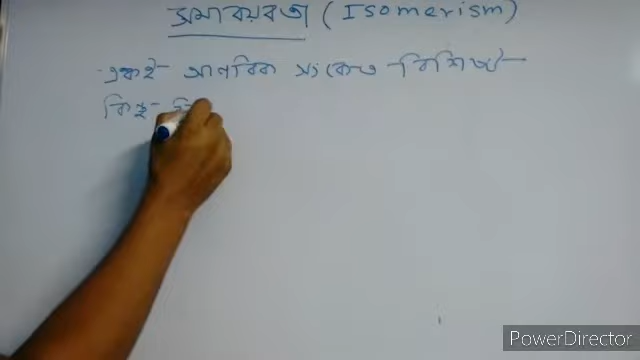 সমাবয়বতা (Isomerism)
একই আণবিক সংকেত বিশিষ্ট
কিন্তু
PowerDirector